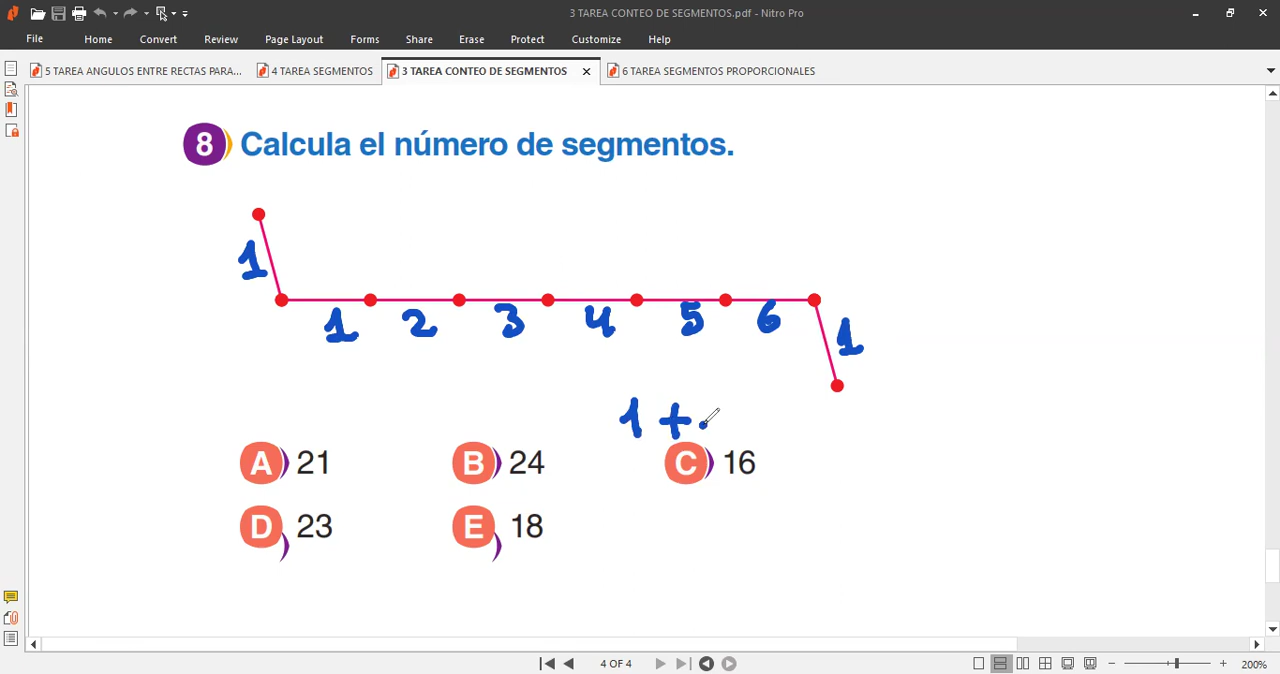 3 TAREA CONTEO DE SEGMENTOS.pdf - Nitro Pro
File Home Convert Review Page Layout Forms Share Erase Protect Customize Help
5 TAREA ANGULOS ENTRE RECTAS PARA... 4 TAREA SEGMENTOS 3 TAREA CONTEO DE SEGMENTOS 6 TAREA SEGMENTOS PROPORCIONALES
8 Calcula el número de segmentos.
1
1 2 3 4 5 6 1
1 +
A) 21 B) 24 C) 16
D) 23 E) 18
4 OF 4 200%